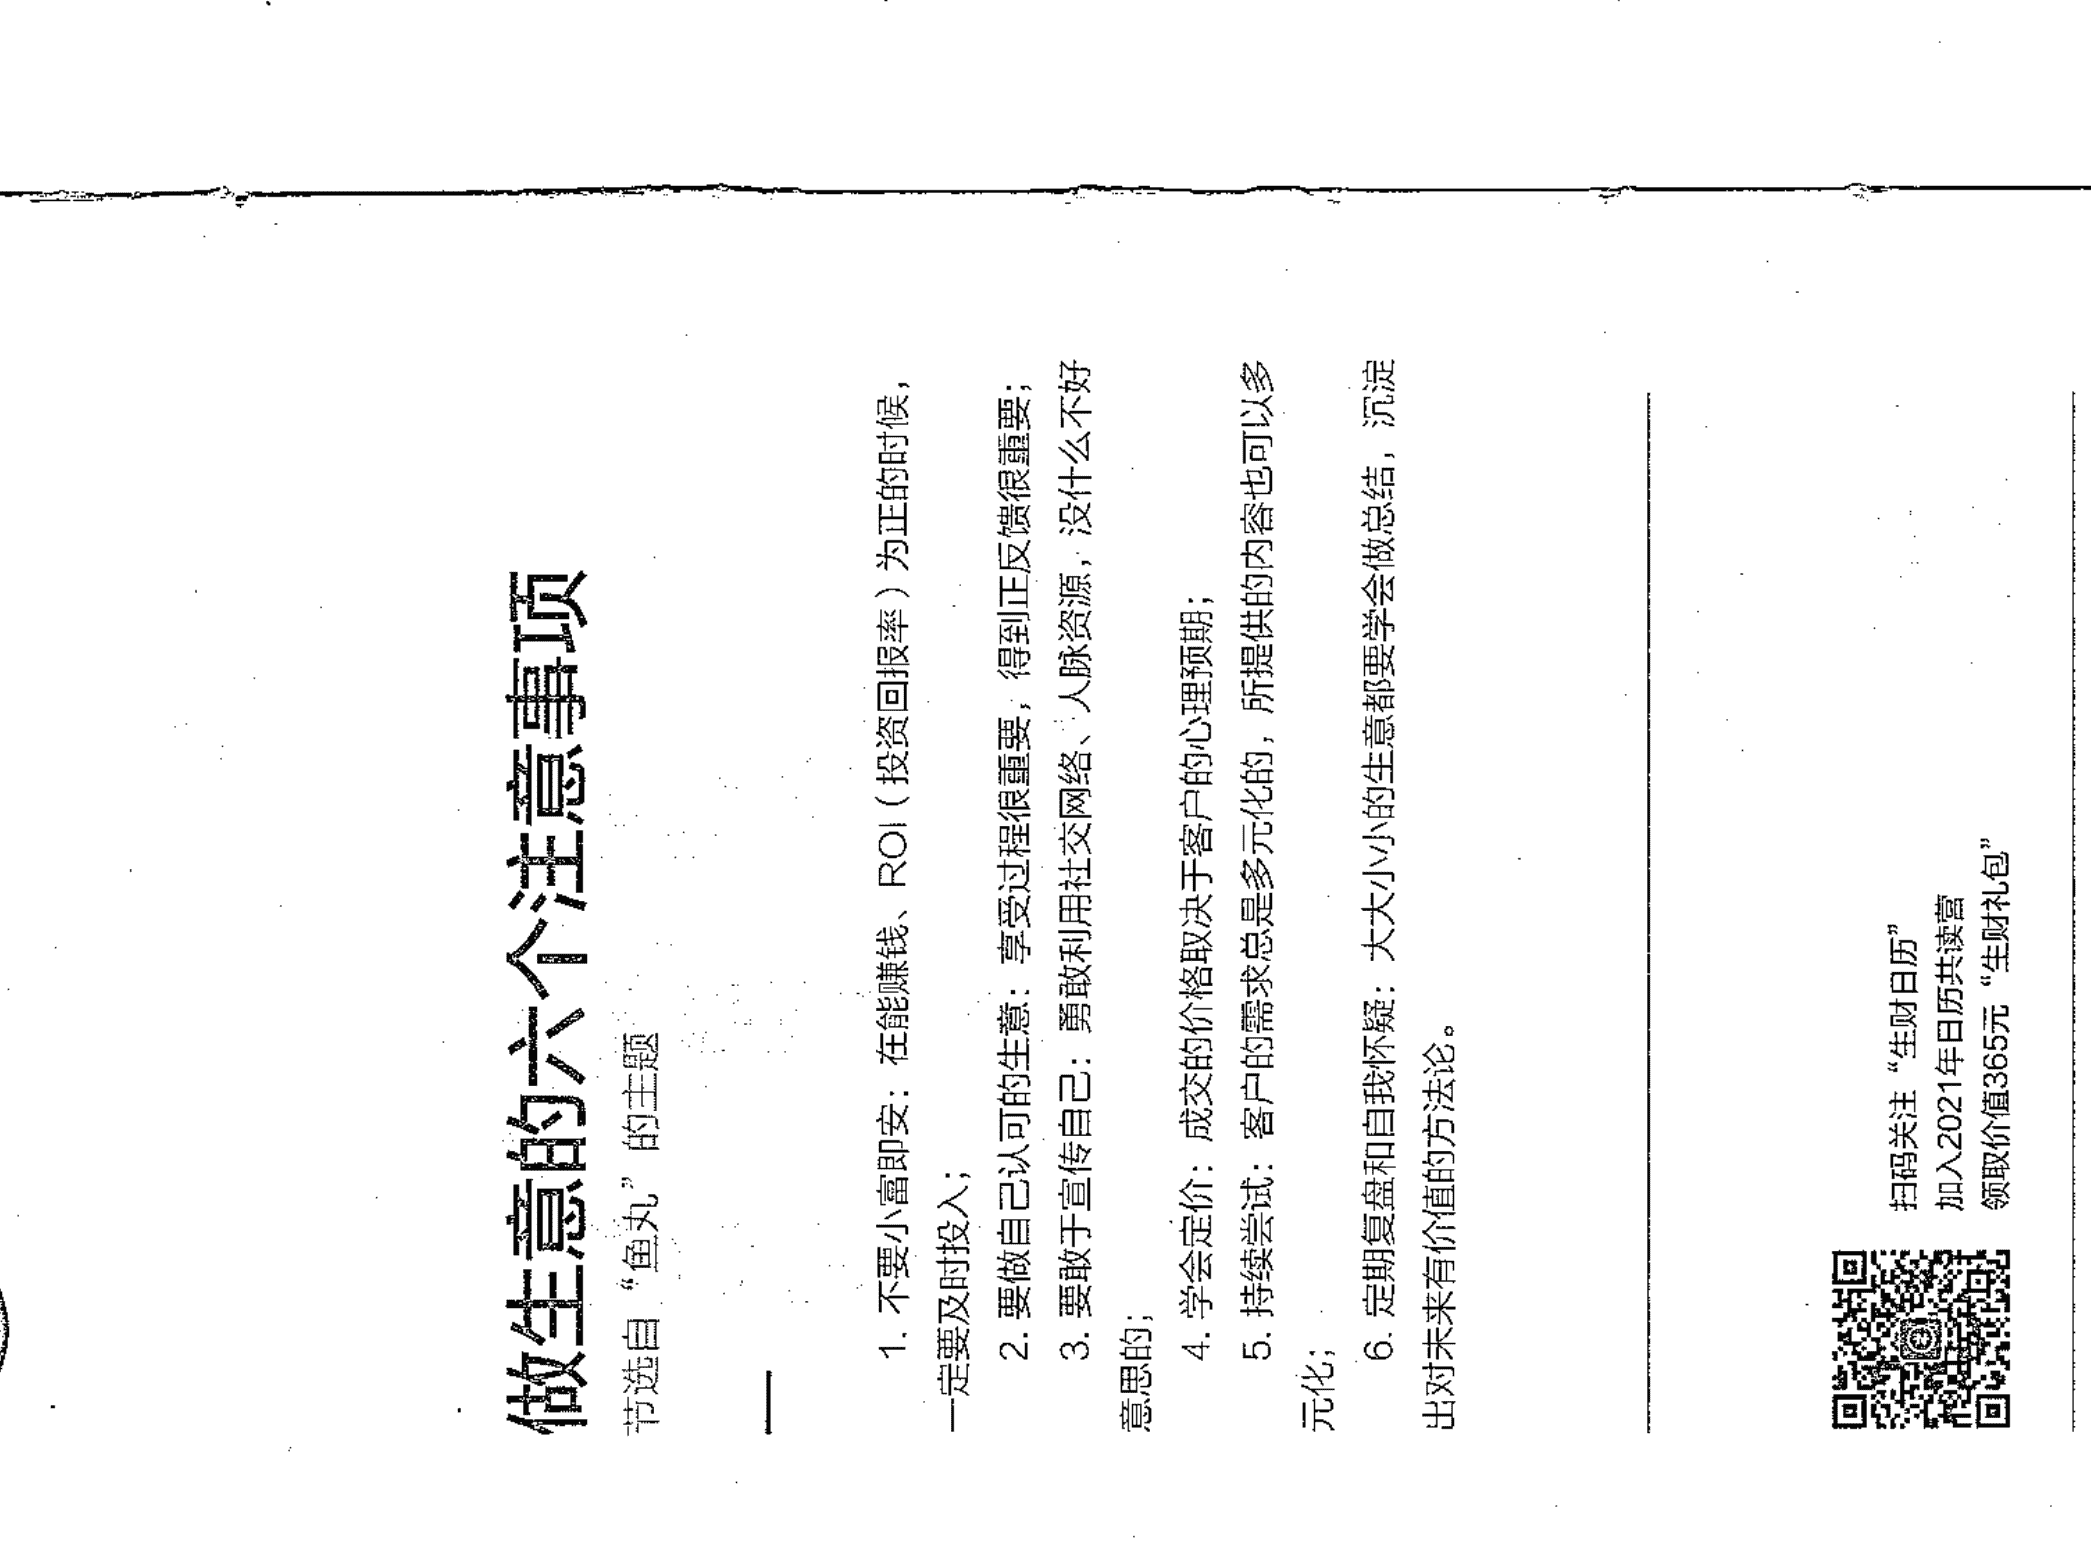 做生意的六个注意事项
节选自“鱼丸”的主题
1. 不要小富即安：在能赚钱、ROI（投资回报率）为正的时候，
一定要及时投入；
2. 要做自己认可的生意：享受过程很重要，得到正反馈很重要；
3. 要敢于宣传自己：勇敢利用社交网络、人脉资源，没什么不好
意思的；
4. 学会定价：成交的价格取决于客户的心理预期；
5. 持续尝试：客户的需求总是多元化的，所提供的内容也可以多
元化；
6. 定期复盘和自我怀疑：大大小小的生意都要学会做总结，沉淀
出对未来有价值的方法论。
扫码关注“生财日历”
加入2021年日历共读营
领取价值365元“生财礼包”